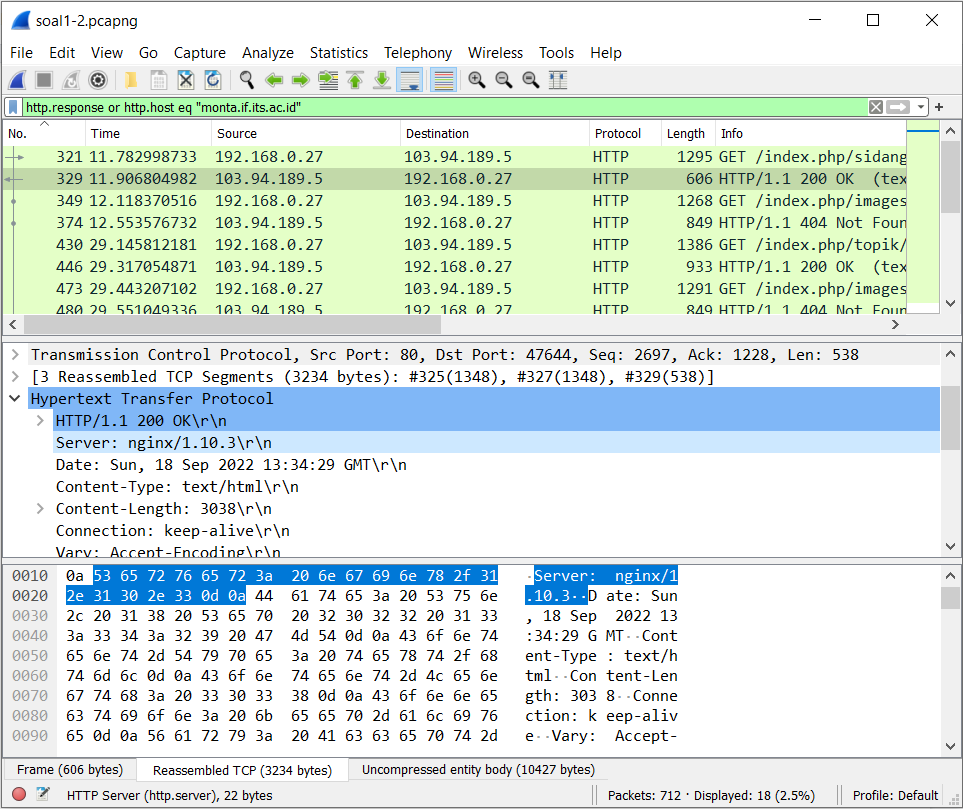 soal1-2.pcapng
File Edit View Go Capture Analyze Statistics Telephony Wireless Tools Help
http.response or http.host eq "monta.if.its.ac.id"
No. Time Source Destination Protocol Length Info
321 11.782998733 192.168.0.27 103.94.189.5 HTTP 1295 GET /index.php/sidang
329 11.906804982 103.94.189.5 192.168.0.27 HTTP 606 HTTP/1.1 200 OK (tex
349 12.118370516 192.168.0.27 103.94.189.5 HTTP 1268 GET /index.php/images
374 12.553576732 103.94.189.5 192.168.0.27 HTTP 849 HTTP/1.1 404 Not Foun
430 29.145812181 192.168.0.27 103.94.189.5 HTTP 1386 GET /index.php/topik/
446 29.317054871 103.94.189.5 192.168.0.27 HTTP 933 HTTP/1.1 200 OK (tex
473 29.443207102 192.168.0.27 103.94.189.5 HTTP 1291 GET /index.php/images
480 29.551049336 103.94.189.5 192.168.0.27 HTTP 849 HTTP/1.1 404 Not Foun
Transmission Control Protocol, Src Port: 80, Dst Port: 47644, Seq: 2697, Ack: 1228, Len: 538
[3 Reassembled TCP Segments (3234 bytes): #325(1348), #327(1348), #329(538)]
Hypertext Transfer Protocol
HTTP/1.1 200 OK\r\n
Server: nginx/1.10.3\r\n
Date: Sun, 18 Sep 2022 13:34:29 GMT\r\n
Content-Type: text/html\r\n
Content-Length: 3038\r\n
Connection: keep-alive\r\n
Vary: Accept-Encoding\r\n
0010 0a 53 65 72 76 65 72 3a 20 6e 67 69 6e 78 2f 31 ·Server: nginx/1
0020 2e 31 30 2e 33 0d 0a 44 61 74 65 3a 20 53 75 6e .10.3··D ate: Sun
0030 2c 20 31 38 20 53 65 70 20 32 30 32 32 20 31 33 , 18 Sep 2022 13
0040 3a 33 34 3a 32 39 20 47 4d 54 0d 0a 43 6f 6e 74 :34:29 G MT··Cont
0050 65 6e 74 2d 54 79 70 65 3a 20 74 65 78 74 2f 68 ent-Type : text/h
0060 74 6d 6c 0d 0a 43 6f 6e 74 65 6e 74 2d 4c 65 6e tml··Con tent-Len
0070 67 74 68 3a 20 33 30 33 38 0d 0a 43 6f 6e 6e 65 gth: 303 8··Conne
0080 63 74 69 6f 6e 3a 20 6b 65 65 70 2d 61 6c 69 76 ction: k eep-aliv
0090 65 0d 0a 56 61 72 79 3a 20 41 63 63 65 70 74 2d e··Vary: Accept-
Frame (606 bytes) Reassembled TCP (3234 bytes) Uncompressed entity body (10427 bytes)
HTTP Server (http.server), 22 bytes Packets: 712 · Displayed: 18 (2.5%) Profile: Default